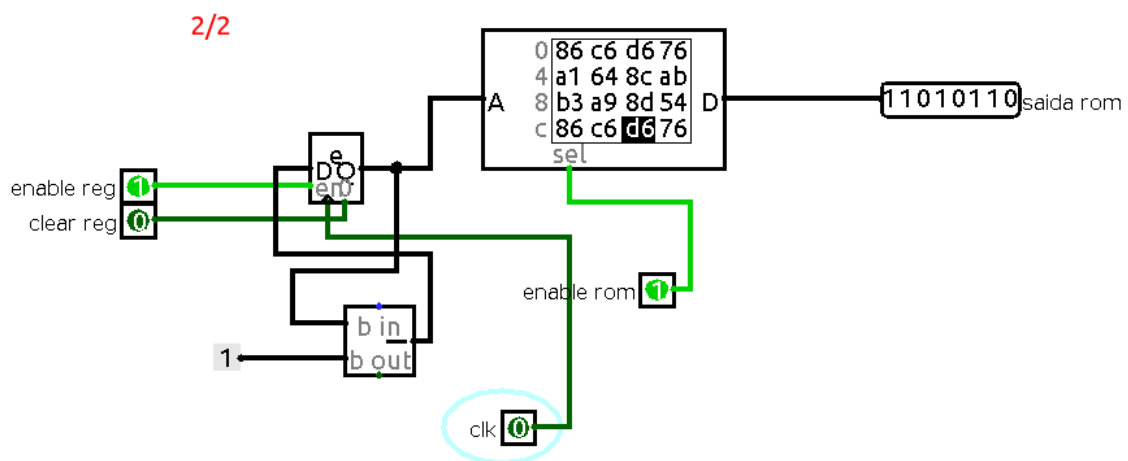 2/2
0 86 c6 d6 76
4 a1 64 8c ab
8 b3 a9 8d 54
c 86 c6 d6 76
A
D
sel
11010110 saida rom
e
D Q
en 0
enable reg 1
clear reg 0
enable rom 1
b in
b out
1
clk 0